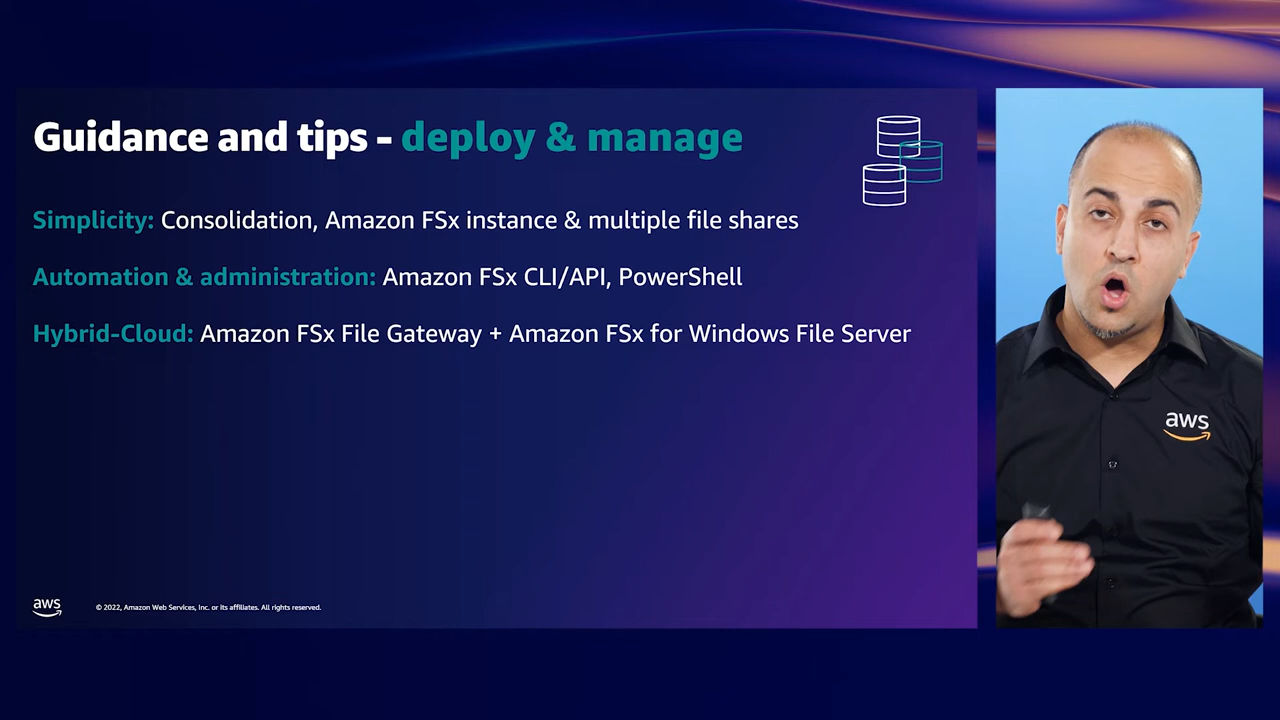 Guidance and tips - deploy & manage
Simplicity: Consolidation, Amazon FSx instance & multiple file shares
Automation & administration: Amazon FSx CLI/API, PowerShell
Hybrid-Cloud: Amazon FSx File Gateway + Amazon FSx for Windows File Server
aws
aws
© 2022, Amazon Web Services, Inc. or its affiliates. All rights reserved.